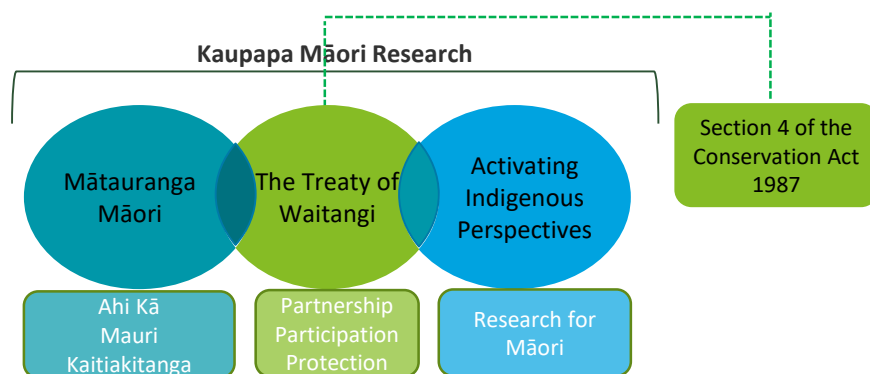 Kaupapa Māori Research
Mātauranga
Māori
The Treaty of
Waitangi
Activating
Indigenous
Perspectives
Section 4 of the
Conservation Act
1987
Ahi Kā
Mauri
Kaitiakitanga
Partnership
Participation
Protection
Research for
Māori